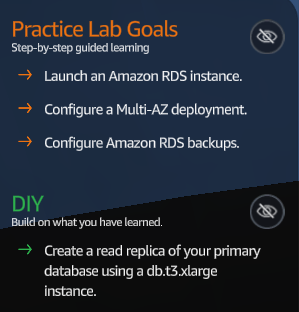 Practice Lab Goals
Step-by-step guided learning
→ Launch an Amazon RDS instance.
→ Configure a Multi-AZ deployment.
→ Configure Amazon RDS backups.
DIY
Build on what you have learned.
→ Create a read replica of your primary
database using a db.t3.xlarge
instance.